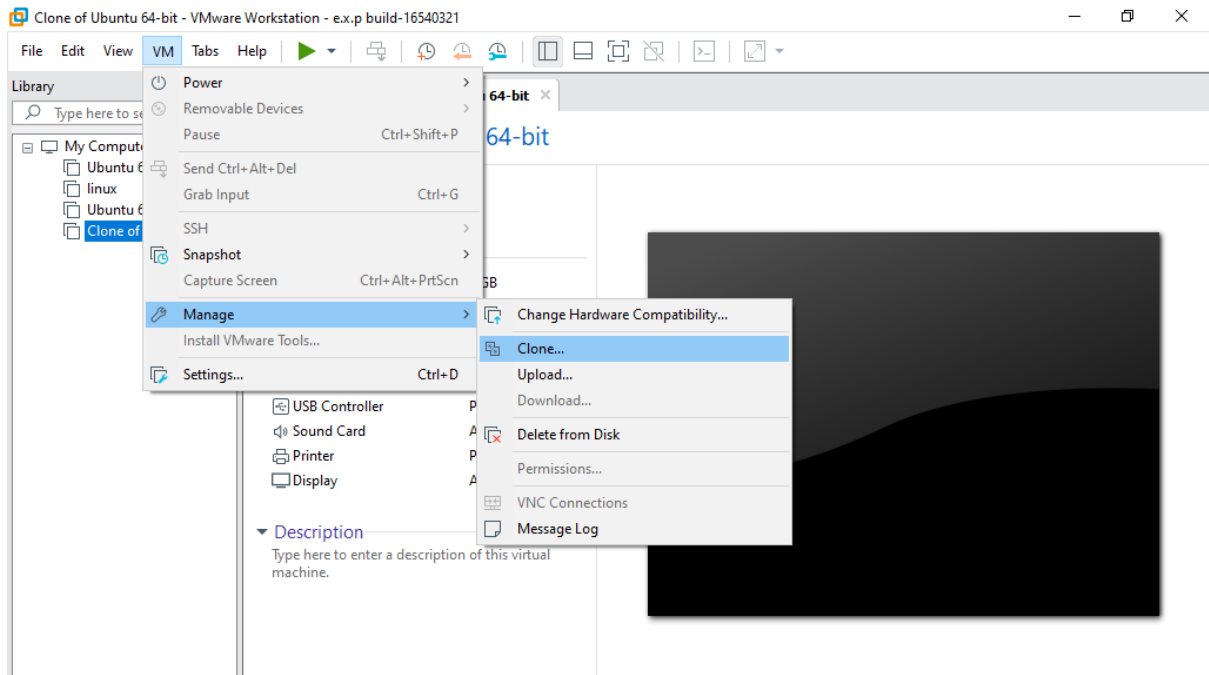 Clone of Ubuntu 64-bit - VMware Workstation - e.x.p build-16540321
File Edit View VM Tabs Help
Library
Type here to se
My Compute
Ubuntu 6
linux
Ubuntu 6
Clone of
Power
Removable Devices
Pause Ctrl+Shift+P
Send Ctrl+Alt+Del
Grab Input Ctrl+G
SSH
Snapshot
Capture Screen Ctrl+Alt+PrtScn
Manage
Install VMware Tools...
Settings... Ctrl+D
64-bit
64-bit
GB
Change Hardware Compatibility...
Clone...
Upload...
Download...
Delete from Disk
Permissions...
VNC Connections
Message Log
USB Controller P
Sound Card A
Printer P
Display A
Description
Type here to enter a description of this virtual
machine.